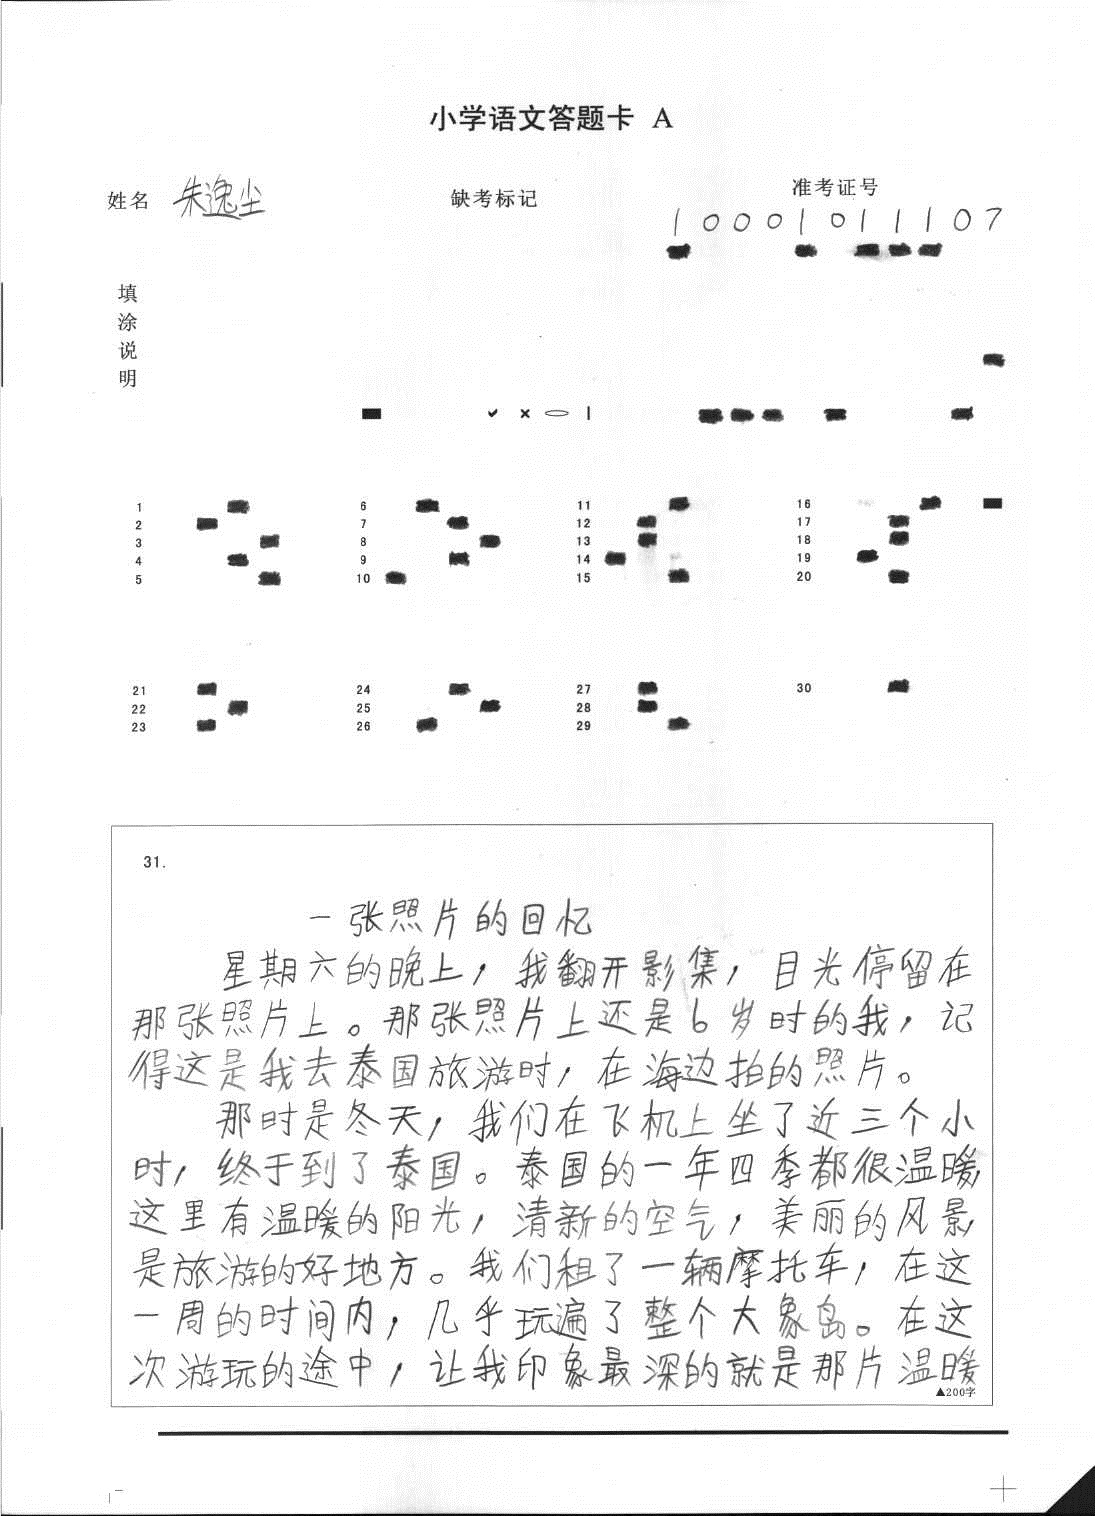 小学语文答题卡 A
姓名 朱逸尘 缺考标记 准考证号
10001011107
填
涂
说
明
1 6 11 16
2 7 12 17
3 8 13 18
4 9 14 19
5 10 15 20
21 24 27 30
22 25 28
23 26 29
31.
一张照片的回忆
星期六的晚上，我翻开影集，目光停留在
那张照片上。那张照片上还是6岁时的我，记
得这是我去泰国旅游时，在海边拍的照片。
那时是冬天，我们在飞机上坐了近三个小
时，终于到了泰国。泰国的一年四季都很温暖，
这里有温暖的阳光，清新的空气，美丽的风景，
是旅游的好地方。我们租了一辆摩托车，在这
一周的时间内，几乎玩遍了整个大象岛。在这
次游玩的途中，让我印象最深的就是那片温暖
▲200字